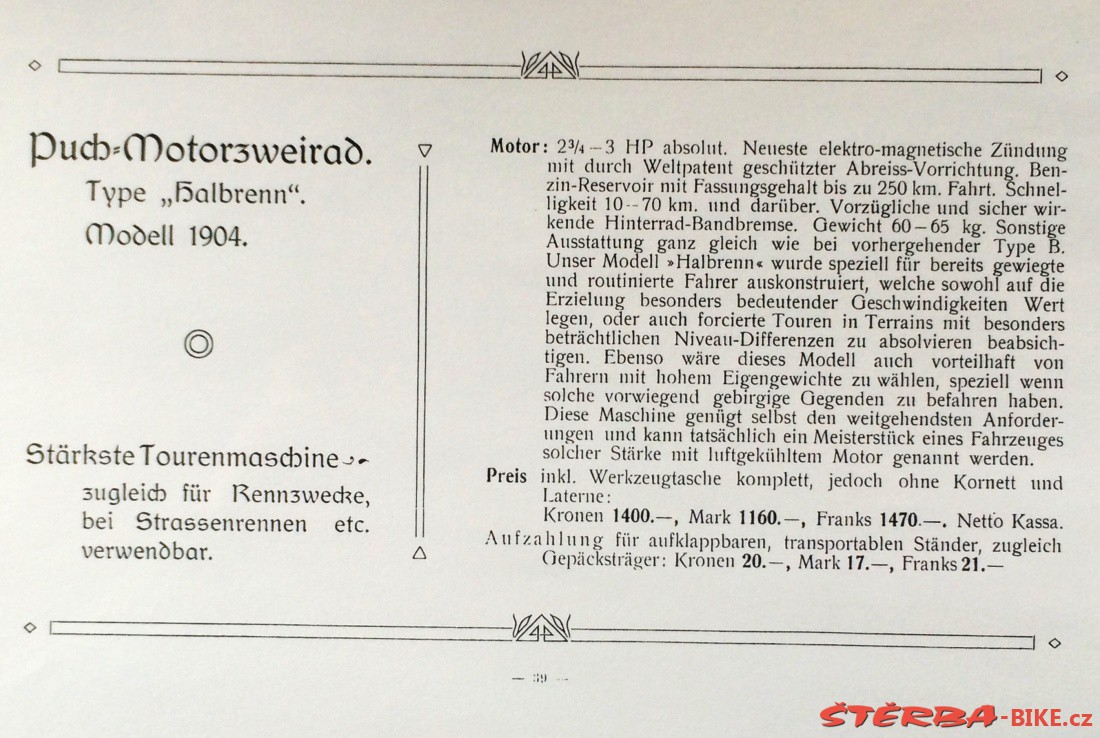 Puch-Motorzweirad.
Type „Halbrenn“.
Modell 1904.
Stärkste Tourenmaschine
zugleich für Rennzwecke,
bei Strassenrennen etc.
verwendbar.
Motor: 2¾–3 HP absolut. Neueste elektro-magnetische Zündung
mit durch Weltpatent geschützter Abreiss-Vorrichtung. Ben-
zin-Reservoir mit Fassungsgehalt bis zu 250 km. Fahrt. Schnel-
ligkeit 10–70 km. und darüber. Vorzügliche und sicher wir-
kende Hinterrad-Bandbremse. Gewicht 60–65 kg. Sonstige
Ausstattung ganz gleich wie bei vorhergehender Type B.
Unser Modell »Halbrenn« wurde speziell für bereits gewiegte
und routinierte Fahrer auskonstruiert, welche sowohl auf die
Erzielung besonders bedeutender Geschwindigkeiten Wert
legen, oder auch forcierte Touren in Terrains mit besonders
beträchtlichen Niveau-Differenzen zu absolvieren beabsich-
tigen. Ebenso wäre dieses Modell auch vorteilhaft von
Fahrern mit hohem Eigengewichte zu wählen, speziell wenn
solche vorwiegend gebirgige Gegenden zu befahren haben.
Diese Maschine genügt selbst den weitgehendsten Anforder-
ungen und kann tatsächlich ein Meisterstück eines Fahrzeuges
solcher Stärke mit luftgekühltem Motor genannt werden.
Preis inkl. Werkzeugtasche komplett, jedoch ohne Kornett und
Laterne:
Kronen 1400.—, Mark 1160.—, Franks 1470.—. Netto Kassa.
Aufzahlung für aufklappbaren, transportablen Ständer, zugleich
Gepäcksträger: Kronen 20.—, Mark 17.—, Franks 21.—
— 39 —
ŠTĚRBA-BIKE.cz